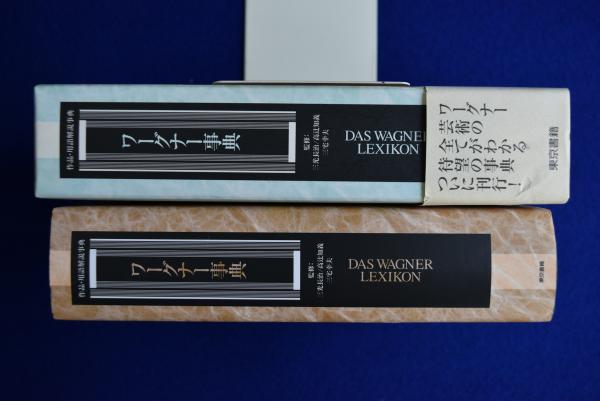 作品・用語解説事典
ワーグナー事典
監修:
三光長治/高辻知義
三宅幸夫
DAS WAGNER
LEXIKON
ワーグナー
芸術の
全てがわかる
待望の事典
ついに刊行!
東京書籍
作品・用語解説事典
ワーグナー事典
監修:
三光長治/高辻知義
三宅幸夫
DAS WAGNER
LEXIKON
東京書籍